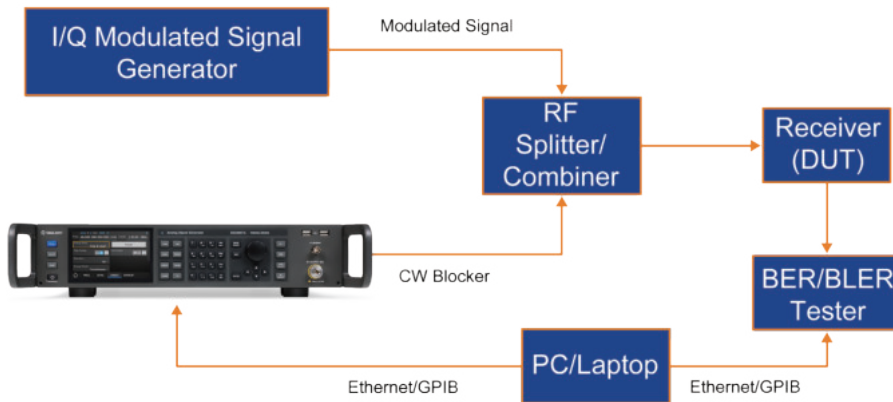 I/Q Modulated Signal
Generator
Modulated Signal
RF
Splitter/
Combiner
Receiver
(DUT)
CW Blocker
BER/BLER
Tester
PC/Laptop
Ethernet/GPIB
Ethernet/GPIB